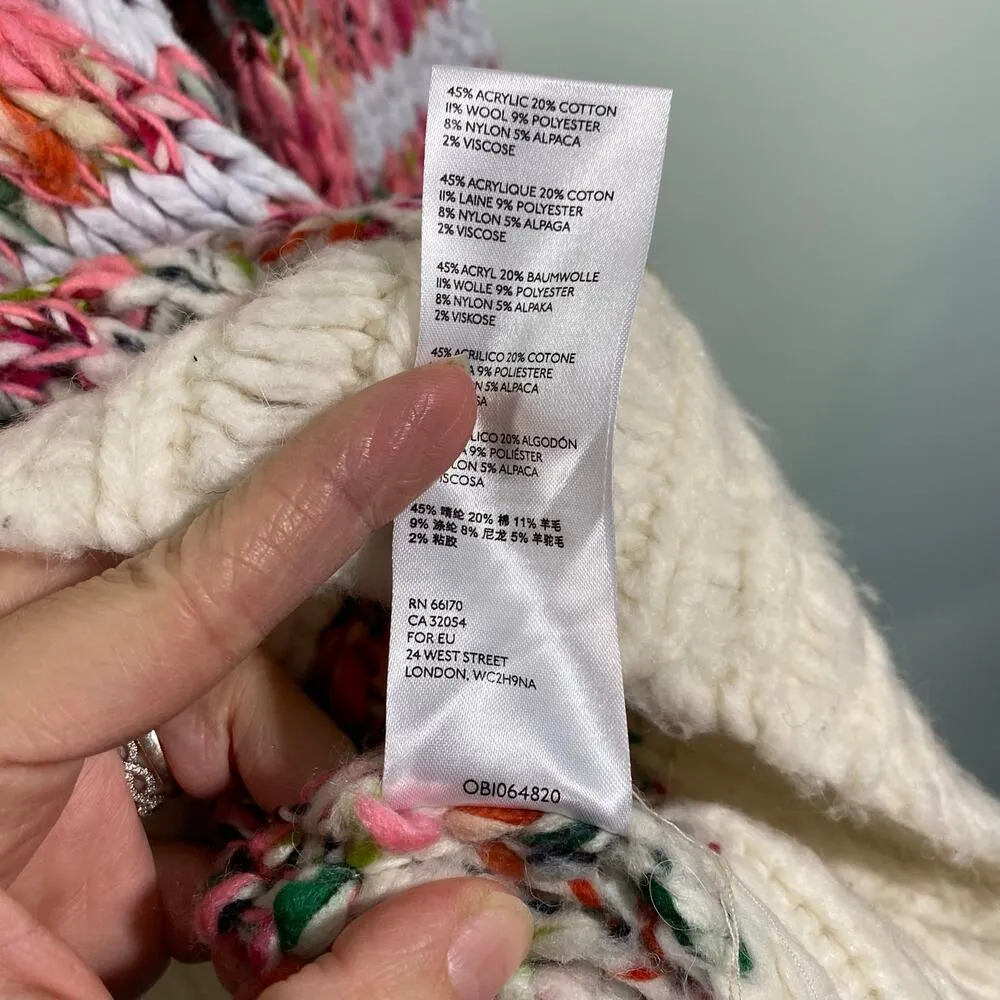 45% ACRYLIC 20% COTTON
11% WOOL 9% POLYESTER
8% NYLON 5% ALPACA
2% VISCOSE
45% ACRYLIQUE 20% COTON
11% LAINE 9% POLYESTER
8% NYLON 5% ALPAGA
2% VISCOSE
45% ACRYL 20% BAUMWOLLE
11% WOLLE 9% POLYESTER
8% NYLON 5% ALPAKA
2% VISKOSE
45% ACRILICO 20% COTONE
9% POLIESTERE
5% ALPACA
20% ALGODÓN
9% POLIÉSTER
5% ALPACA
45% 晴纶 20% 棉 11% 羊毛
9% 涤纶 8% 尼龙 5% 羊驼毛
2% 粘胶
RN 66170
CA 32054
FOR EU
24 WEST STREET
LONDON, WC2H9NA
OB1064820